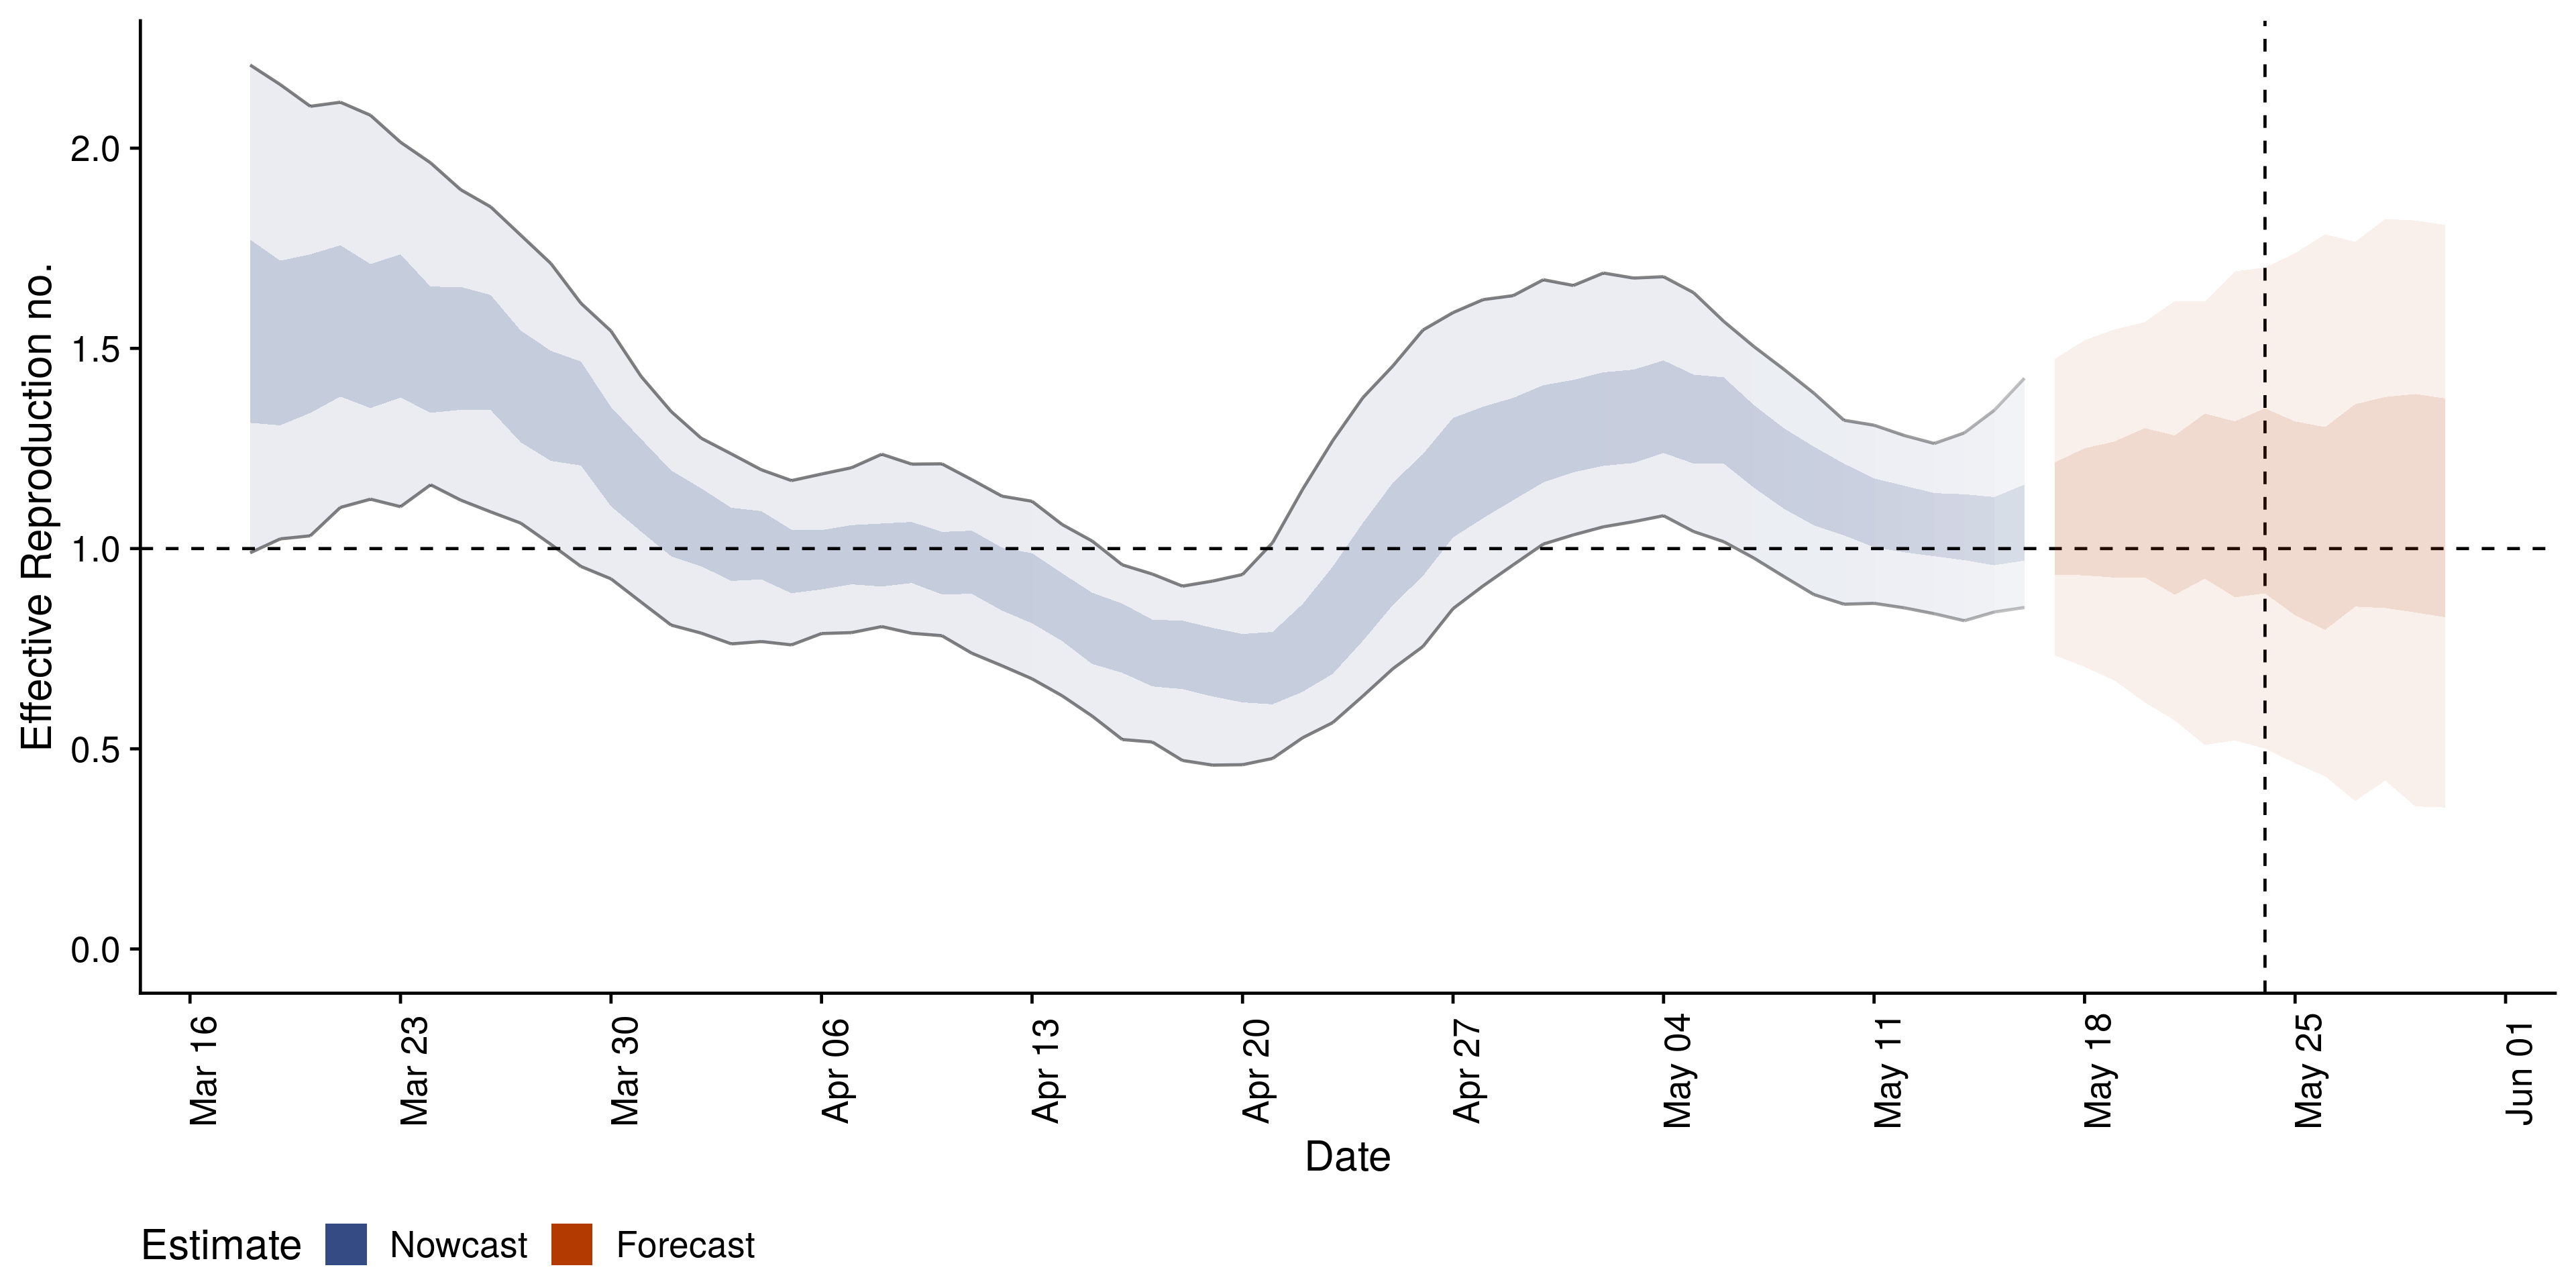 Effective Reproduction no.
2.0
1.5
1.0
0.5
0.0
Mar 16
Mar 23
Mar 30
Apr 06
Apr 13
Apr 20
Apr 27
May 04
May 11
May 18
May 25
Jun 01
Date
Estimate Nowcast Forecast